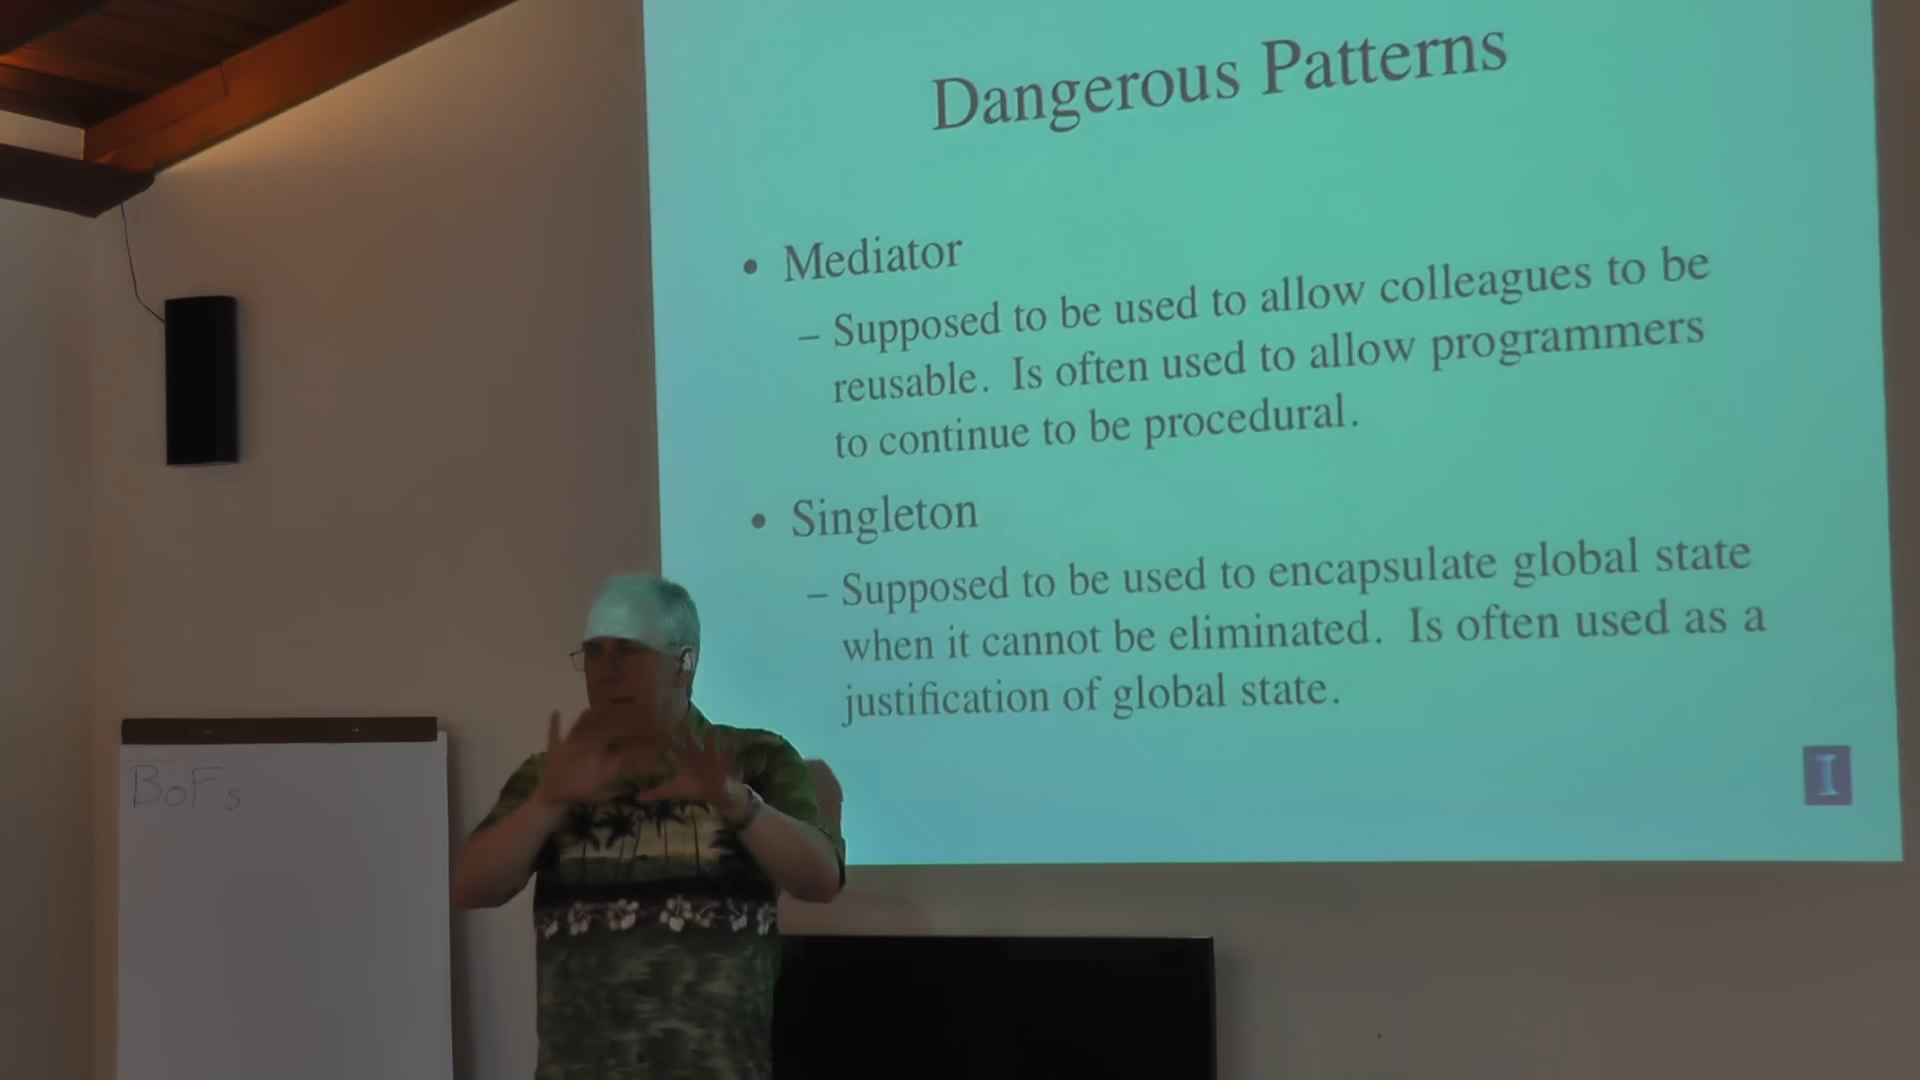 Dangerous Patterns
• Mediator
– Supposed to be used to allow colleagues to be
reusable. Is often used to allow programmers
to continue to be procedural.
• Singleton
– Supposed to be used to encapsulate global state
when it cannot be eliminated. Is often used as a
justification of global state.
I
BoFs